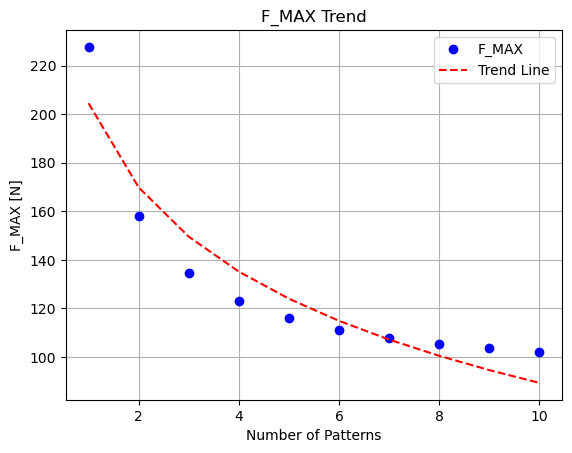 F_MAX Trend
F_MAX
Trend Line
F_MAX [N]
220
200
180
160
140
120
100
2 4 6 8 10
Number of Patterns